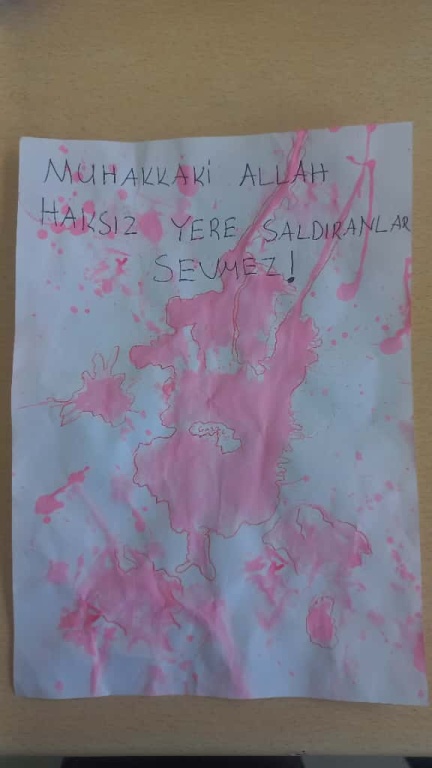 MUHAKKAKİ ALLAH
HAKSIZ YERE SALDIRANLAR
SEVMEZ!